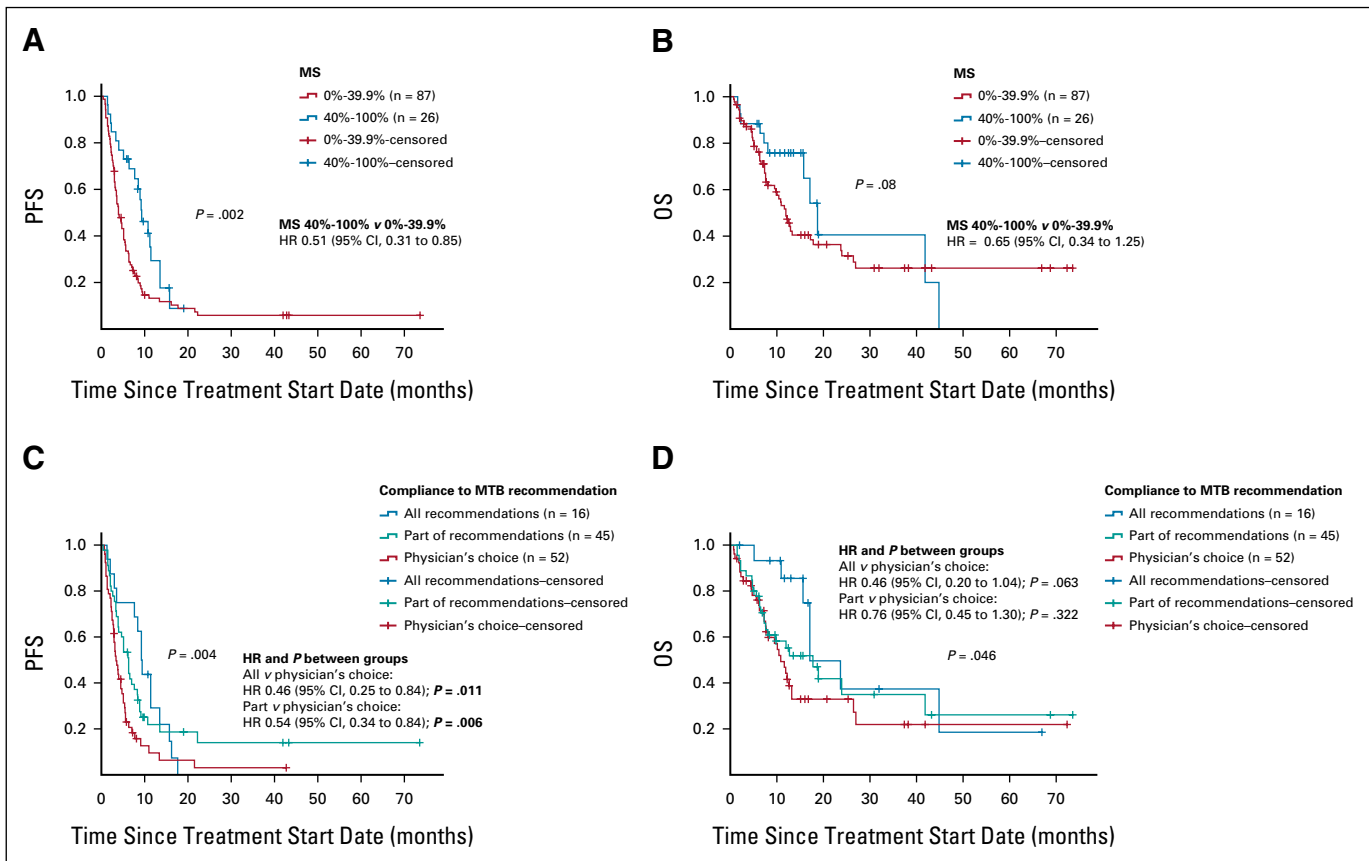 A
MS
0%-39.9% (n = 87)
40%-100% (n = 26)
0%-39.9%–censored
40%-100%–censored
1.0
0.8
0.6
0.4
0.2
PFS
P = .002
MS 40%-100% v 0%-39.9%
HR 0.51 (95% CI, 0.31 to 0.85)
0 10 20 30 40 50 60 70
Time Since Treatment Start Date (months)
B
MS
0%-39.9% (n = 87)
40%-100% (n = 26)
0%-39.9%–censored
40%-100%–censored
1.0
0.8
0.6
0.4
0.2
OS
P = .08
MS 40%-100% v 0%-39.9%
HR = 0.65 (95% CI, 0.34 to 1.25)
0 10 20 30 40 50 60 70
Time Since Treatment Start Date (months)
C
Compliance to MTB recommendation
All recommendations (n = 16)
Part of recommendations (n = 45)
Physician's choice (n = 52)
All recommendations–censored
Part of recommendations–censored
Physician's choice–censored
1.0
0.8
0.6
0.4
0.2
PFS
P = .004
HR and P between groups
All v physician's choice:
HR 0.46 (95% CI, 0.25 to 0.84); P = .011
Part v physician's choice:
HR 0.54 (95% CI, 0.34 to 0.84); P = .006
0 10 20 30 40 50 60 70
Time Since Treatment Start Date (months)
D
Compliance to MTB recommendation
All recommendations (n = 16)
Part of recommendations (n = 45)
Physician's choice (n = 52)
All recommendations–censored
Part of recommendations–censored
Physician's choice–censored
1.0
0.8
0.6
0.4
0.2
OS
HR and P between groups
All v physician's choice:
HR 0.46 (95% CI, 0.20 to 1.04); P = .063
Part v physician's choice:
HR 0.76 (95% CI, 0.45 to 1.30); P = .322
P = .046
0 10 20 30 40 50 60 70
Time Since Treatment Start Date (months)